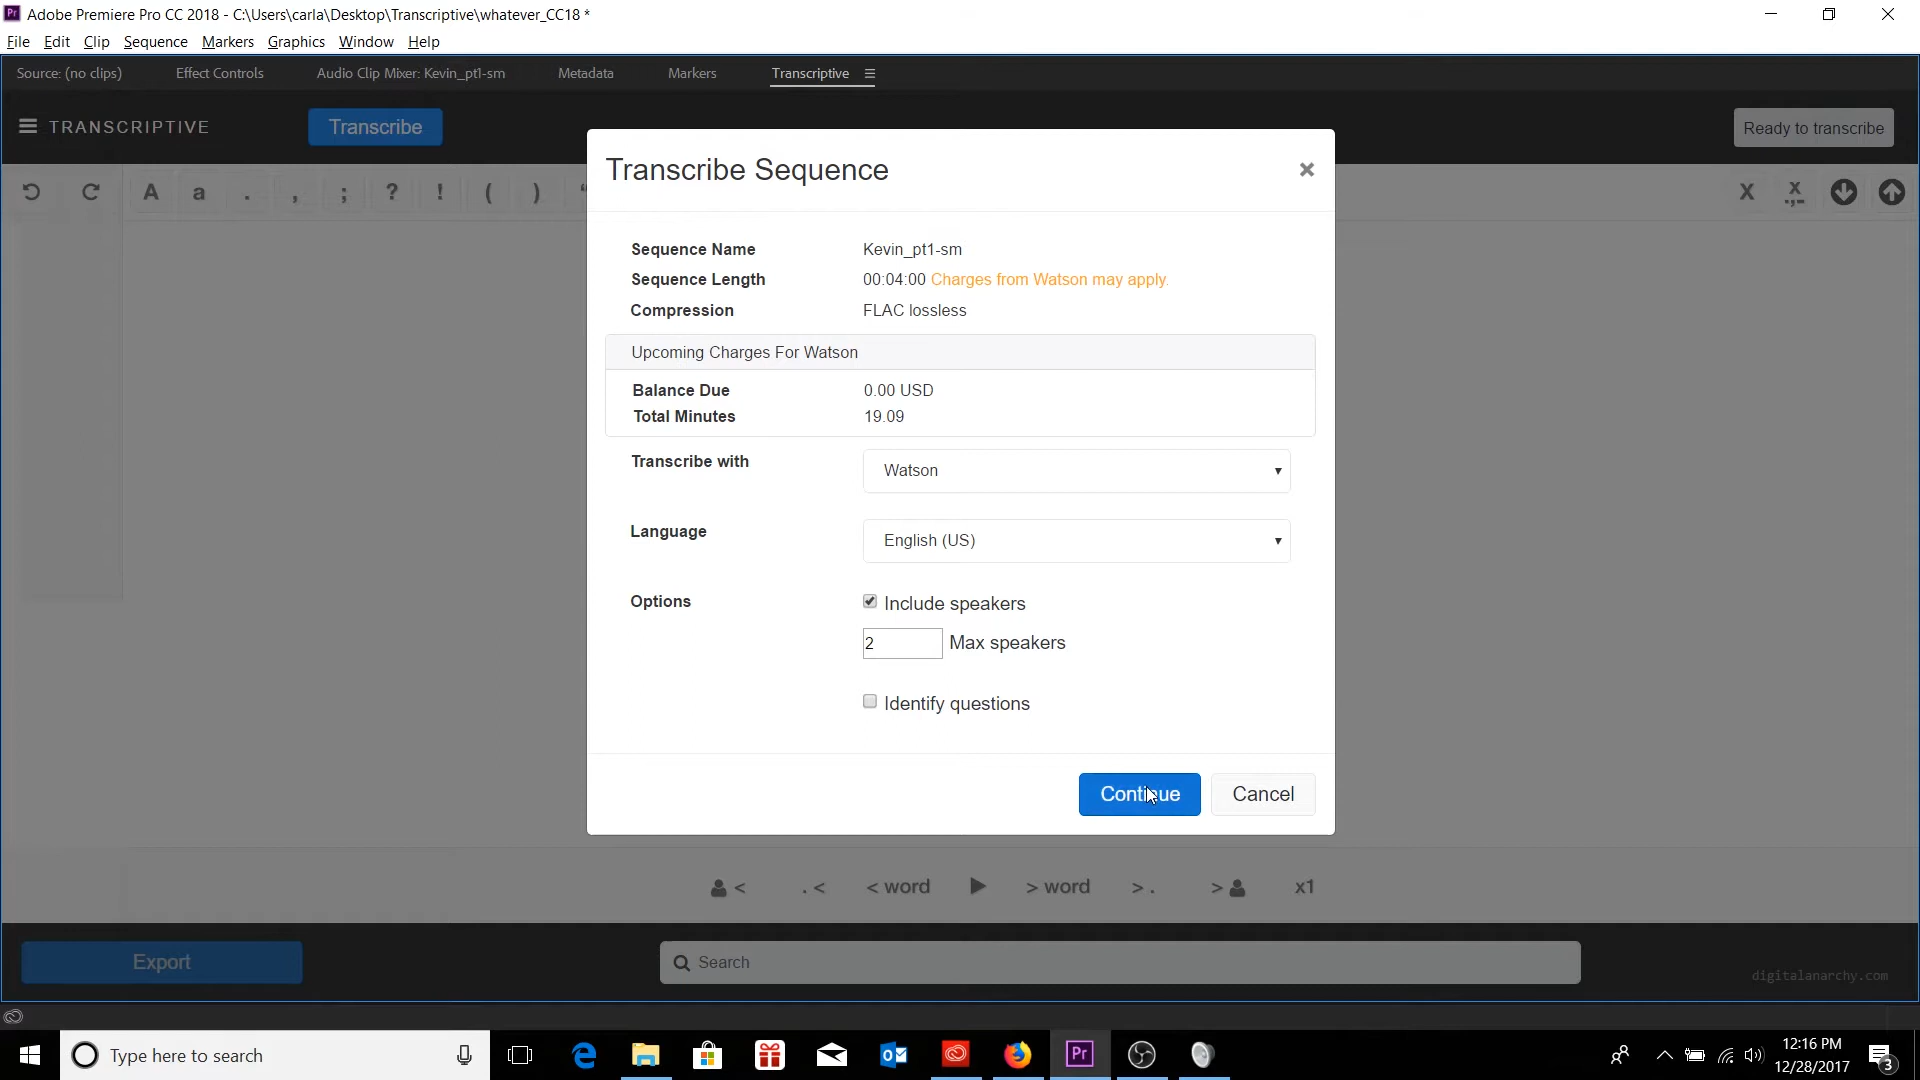 Adobe Premiere Pro CC 2018 - C:\Users\carla\Desktop\Transcriptive\whatever_CC18 *
File Edit Clip Sequence Markers Graphics Window Help
Source: (no clips) Effect Controls Audio Clip Mixer: Kevin_pt1-sm Metadata Markers Transcriptive
TRANSCRIPTIVE Transcribe Ready to transcribe
A a . , ; ? ! ( ) “ X X
Transcribe Sequence ×
Sequence Name Kevin_pt1-sm
Sequence Length 00:04:00 Charges from Watson may apply.
Compression FLAC lossless
Upcoming Charges For Watson
Balance Due 0.00 USD
Total Minutes 19.09
Transcribe with Watson
Language English (US)
Options Include speakers
2 Max speakers
Identify questions
Continue Cancel
< . < < word > word > . > x1
Export Search
digitalanarchy.com
Type here to search
Pr
12:16 PM
12/28/2017
3